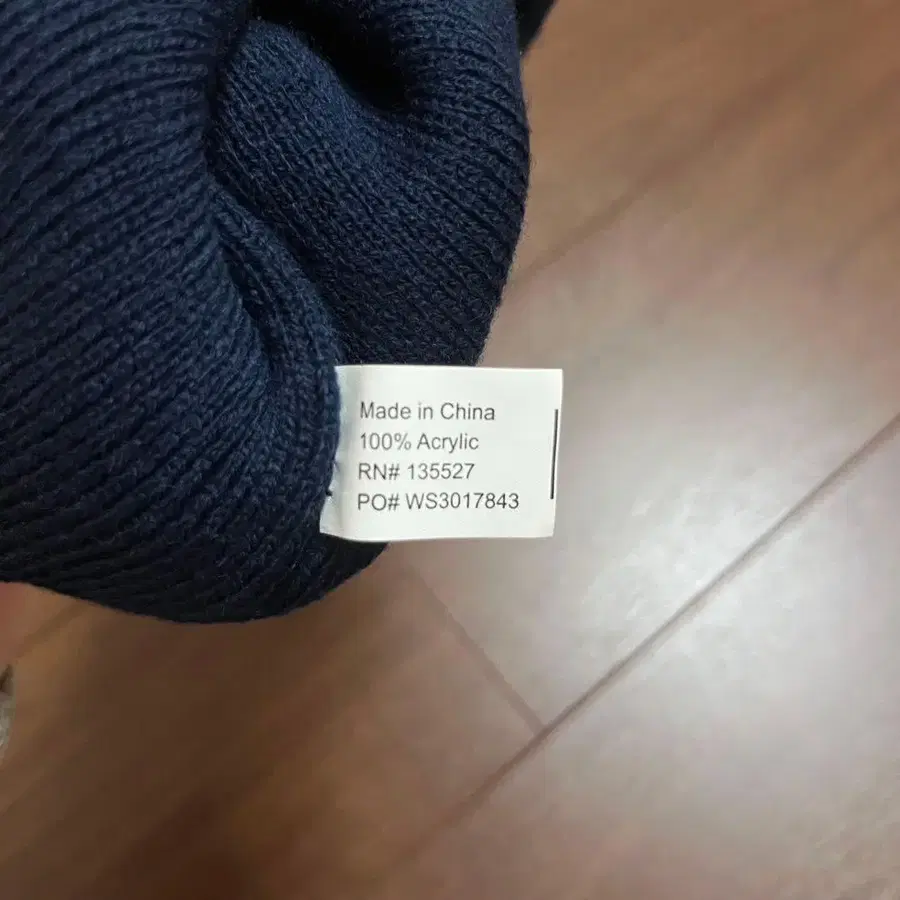 Made in China
100% Acrylic
RN# 135527
PO# WS3017843